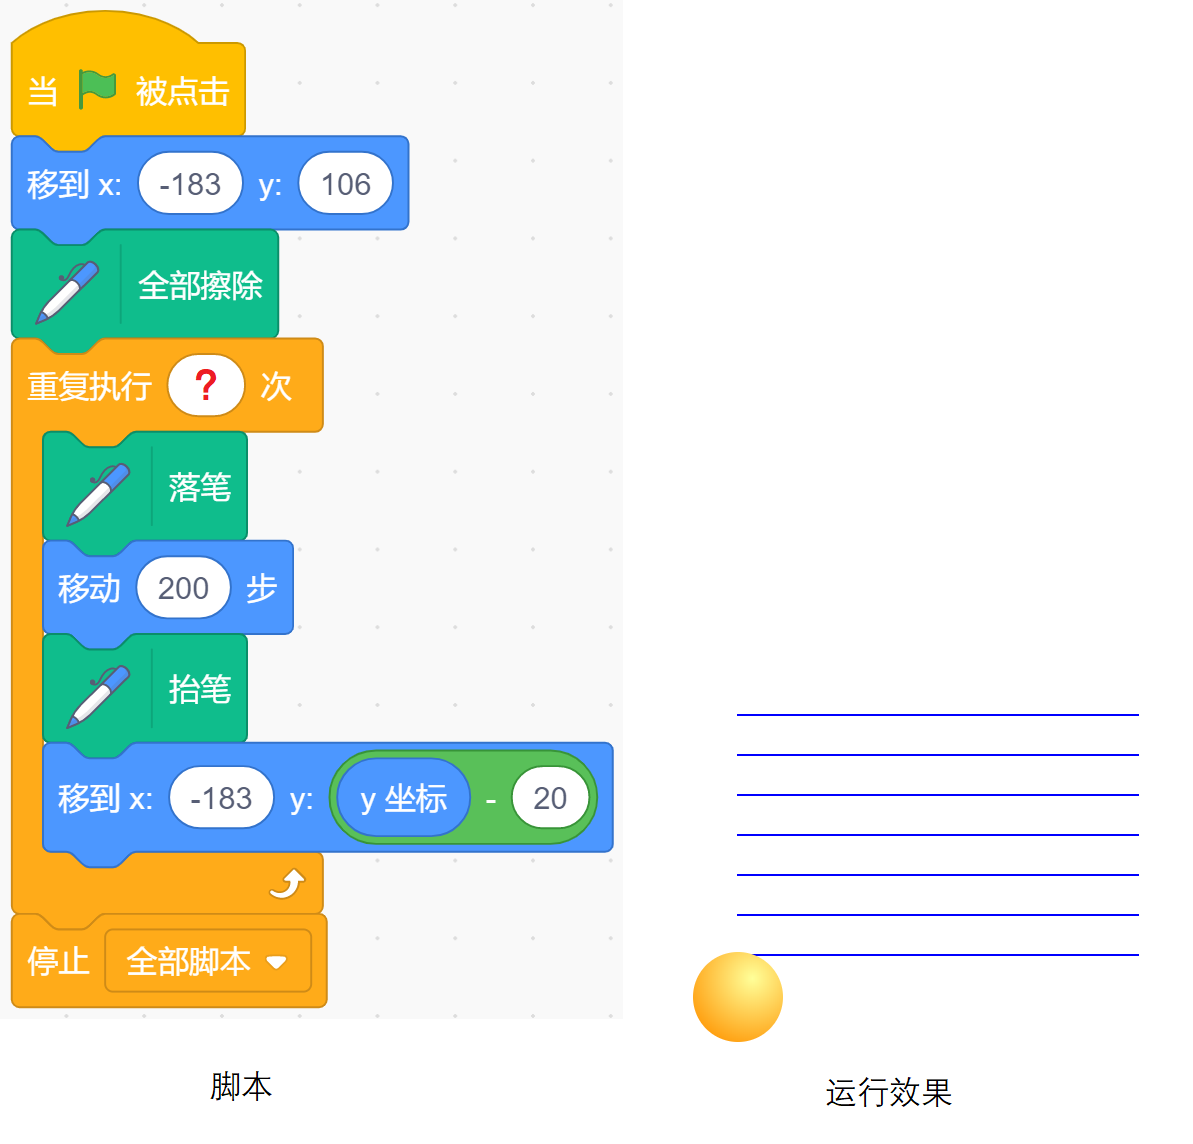 当 被点击
移到 x: -183 y: 106
全部擦除
重复执行 ? 次
落笔
移动 200 步
抬笔
移到 x: -183 y: y 坐标 - 20
停止 全部脚本
脚本
运行效果